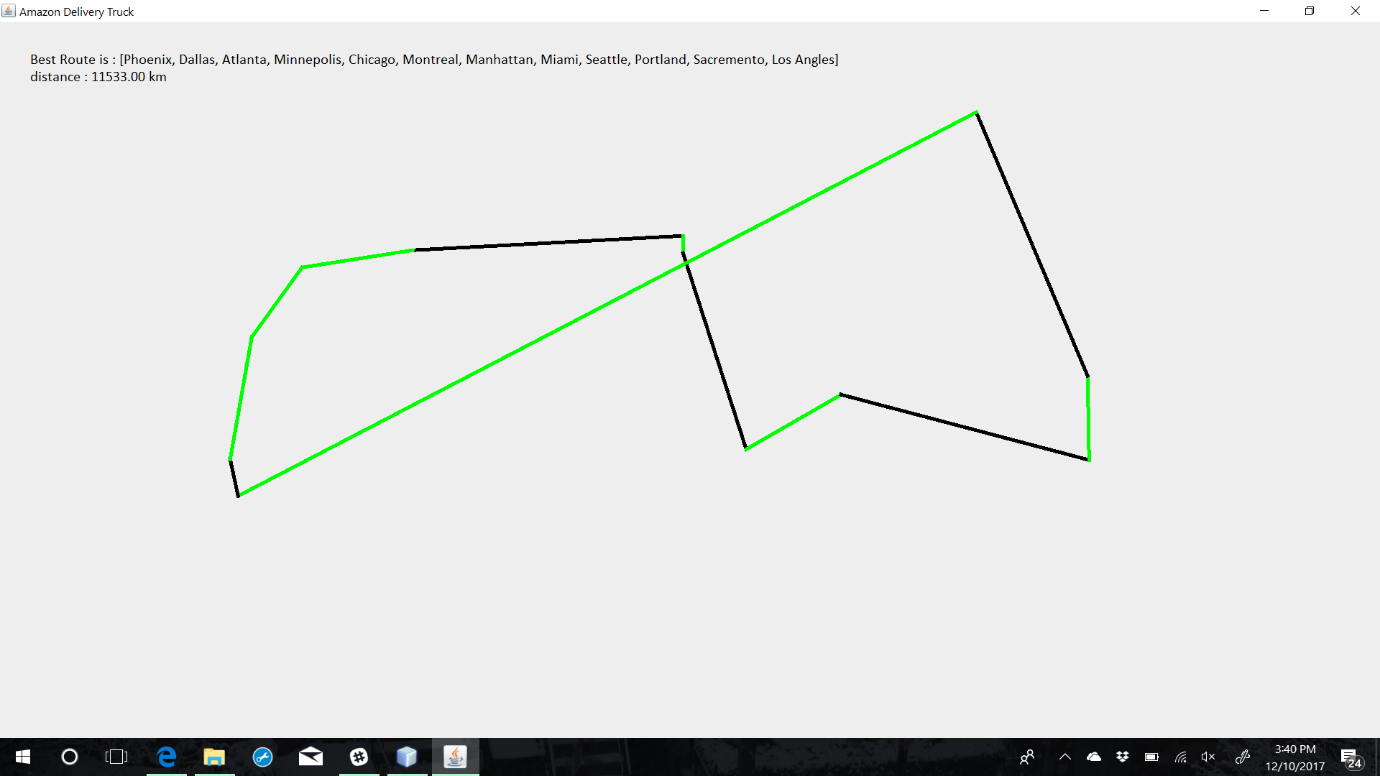 Amazon Delivery Truck
Best Route is : [Phoenix, Dallas, Atlanta, Minnepolis, Chicago, Montreal, Manhattan, Miami, Seattle, Portland, Sacremento, Los Angles]
distance : 11533.00 km
3:40 PM
12/10/2017
24